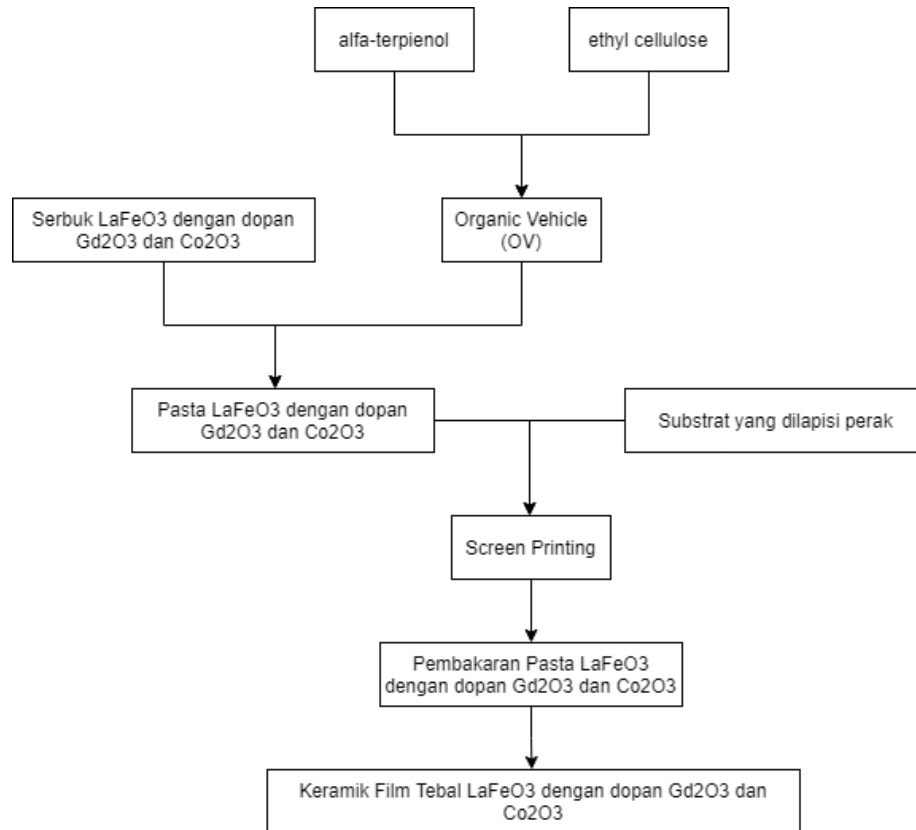 alfa-terpienol
ethyl cellulose
Serbuk LaFeO3 dengan dopan
Gd2O3 dan Co2O3
Organic Vehicle
(OV)
Pasta LaFeO3 dengan dopan
Gd2O3 dan Co2O3
Substrat yang dilapisi perak
Screen Printing
Pembakaran Pasta LaFeO3
dengan dopan Gd2O3 dan Co2O3
Keramik Film Tebal LaFeO3 dengan dopan Gd2O3 dan
Co2O3